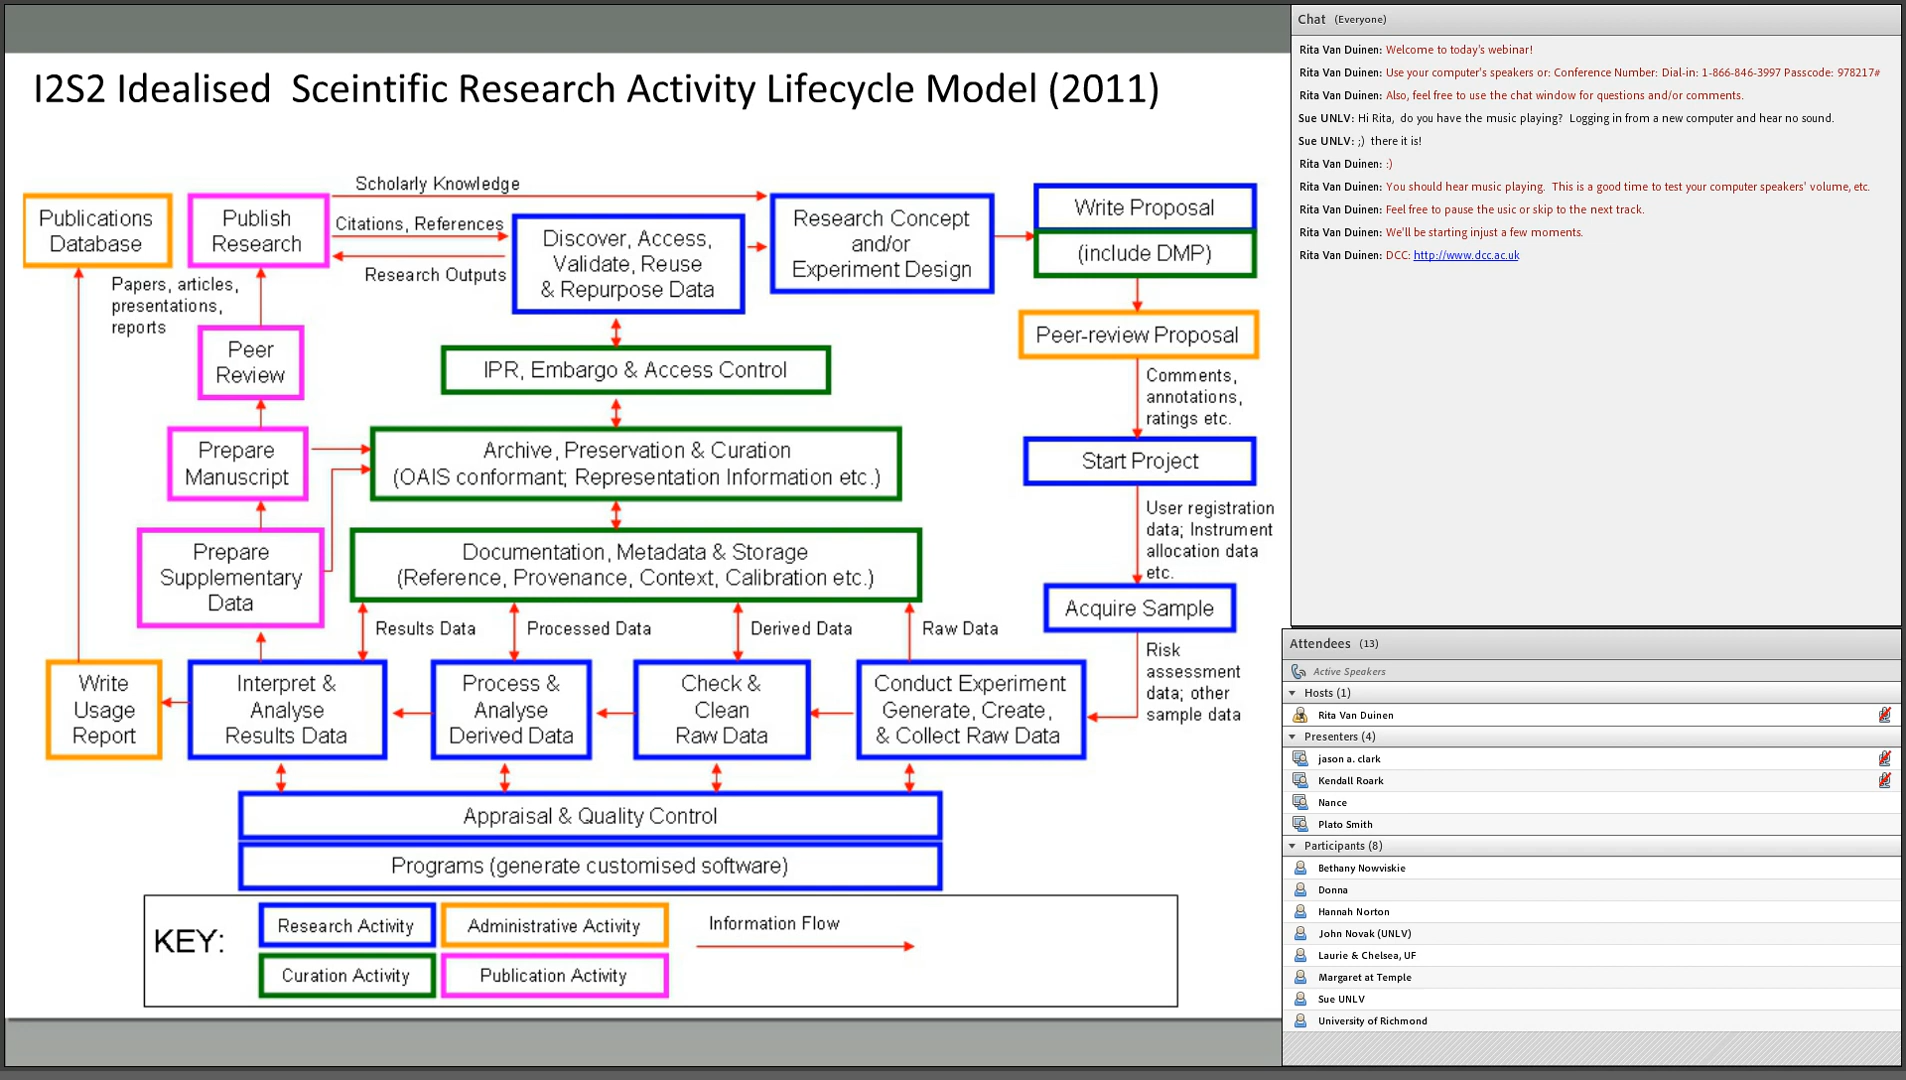 I2S2 Idealised  Sceintific Research Activity Lifecycle Model (2011)
Publications
Database
Publish
Research
Scholarly Knowledge
Citations, References
Research Outputs
Discover, Access,
Validate, Reuse
& Repurpose Data
Research Concept
and/or
Experiment Design
Write Proposal
(include DMP)
Papers, articles,
presentations,
reports
Peer
Review
IPR, Embargo & Access Control
Peer-review Proposal
Comments,
annotations,
ratings etc.
Prepare
Manuscript
Archive, Preservation & Curation
(OAIS conformant; Representation Information etc.)
Start Project
User registration
data; Instrument
allocation data
etc.
Prepare
Supplementary
Data
Documentation, Metadata & Storage
(Reference, Provenance, Context, Calibration etc.)
Acquire Sample
Results Data
Processed Data
Derived Data
Raw Data
Risk
assessment
data; other
sample data
Write
Usage
Report
Interpret &
Analyse
Results Data
Process &
Analyse
Derived Data
Check &
Clean
Raw Data
Conduct Experiment
Generate, Create,
& Collect Raw Data
Appraisal & Quality Control
Programs (generate customised software)
KEY:
Research Activity
Administrative Activity
Information Flow
Curation Activity
Publication Activity
Chat (Everyone)
Rita Van Duinen: Welcome to today's webinar!
Rita Van Duinen: Use your computer's speakers or: Conference Number: Dial-in: 1-866-846-3997 Passcode: 978217#
Rita Van Duinen: Also, feel free to use the chat window for questions and/or comments.
Sue UNLV: Hi Rita,  do you have the music playing?  Logging in from a new computer and hear no sound.
Sue UNLV: ;)  there it is!
Rita Van Duinen: :)
Rita Van Duinen: You should hear music playing.  This is a good time to test your computer speakers' volume, etc.
Rita Van Duinen: Feel free to pause the usic or skip to the next track.
Rita Van Duinen: We'll be starting injust a few moments.
Rita Van Duinen: DCC: http://www.dcc.ac.uk
Attendees (13)
Active Speakers
Hosts (1)
Rita Van Duinen
Presenters (4)
jason a. clark
Kendall Roark
Nance
Plato Smith
Participants (8)
Bethany Nowviskie
Donna
Hannah Norton
John Novak (UNLV)
Laurie & Chelsea, UF
Margaret at Temple
Sue UNLV
University of Richmond